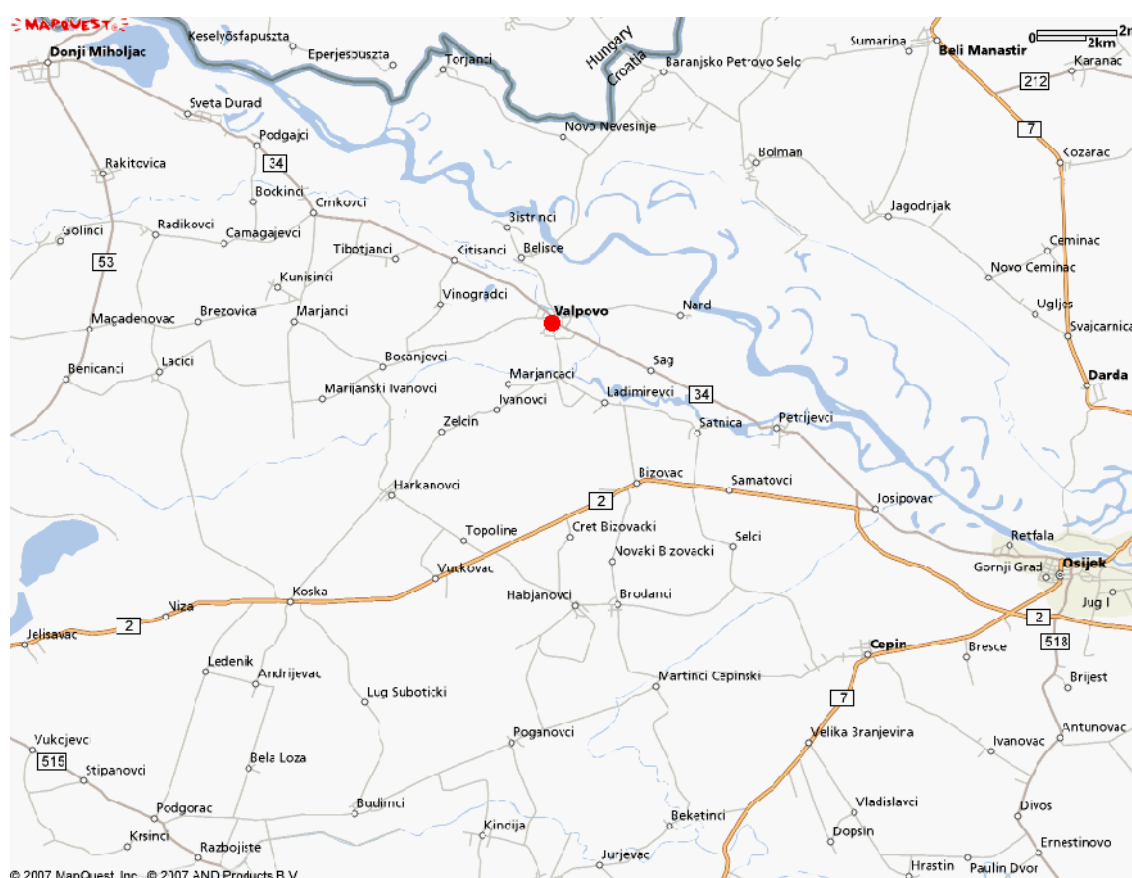 MAPQUEST
Keselyösfapuszta
Sumarina
0
2m
2km
Donji Miholjac
Eperjespuszta
Torjanci
Hungary
Croatia
Baranjsko Petrovo Selo
Beli Manastir
Karanac
212
Sveta Durad
Podgajci
Novo Nevesinje
7
Rakitovica
34
Bolman
Kozarac
Bockinci
Crnkovci
Jagodnjak
Golinci
Radikovci
Camagajevci
Tibotjanci
Kitisanci
Bistrinci
Belisce
Ceminac
53
Kunisinci
Novo Ceminac
Vinogradci
Nard
Ugljes
Magadenovac
Brezovica
Marjanci
Valpovo
Svajcarnica
Benicanci
Lacici
Bocanjevci
Sag
Darda
Marijanski Ivanovci
Marjancaci
Ivanovci
Ladimirevci
34
Zelcin
Satnica
Petrijevci
Harkanovci
Bizovac
Samatovci
2
Josipovac
Topoline
Cret Bizovacki
Selci
Retfala
Vuckovac
Novaki Bizovacki
Gornji Grad
Osijek
Niza
Koska
Habjanovci
Brodanci
Jug I
Jelisavac
2
2
518
Cepin
Bresce
Ledenik
Andrijevac
Lug Suboticki
Martinci Cepinski
7
Brijest
Vukojevci
515
Poganovci
Velika Branjevina
Ivanovac
Antunovac
Stipanovci
Bela Loza
Podgorac
Budimci
Beketinci
Vladislavci
Divos
Krsinci
Razbojiste
Kindija
Jurjevac
Dopsin
Ernestinovo
Hrastin
Paulin Dvor
© 2007 MapQuest, Inc., © 2007 AND Products B.V.